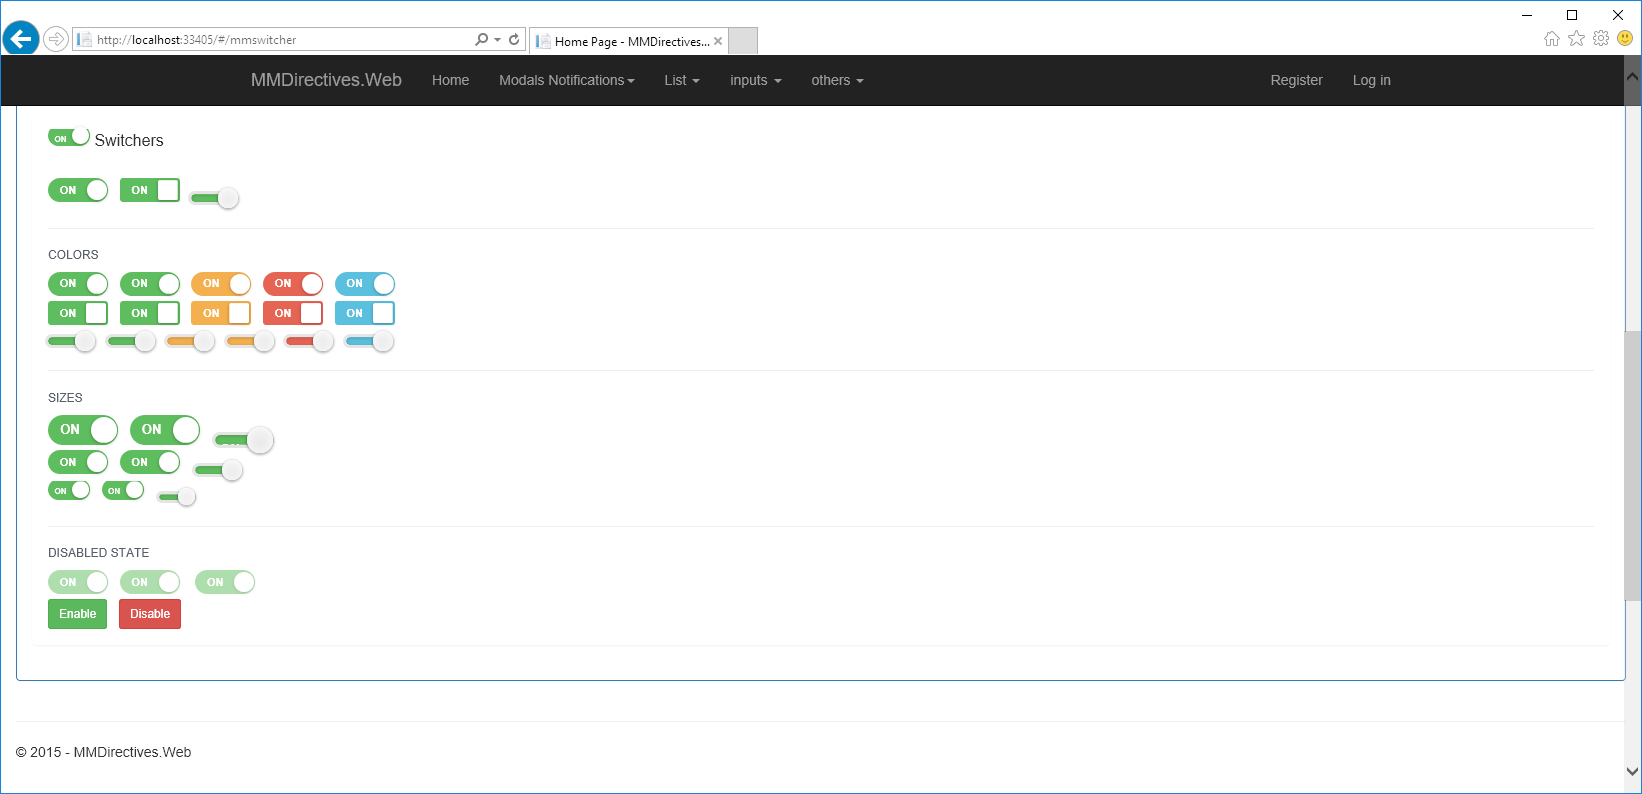 http://localhost:33405/#/mmswitcher
Home Page - MMDirectives...
MMDirectives.Web Home Modals Notifications List inputs others Register Log in
ON Switchers
ON ON
COLORS
ON ON ON ON ON
ON ON ON ON ON
SIZES
ON ON
ON ON
ON ON
DISABLED STATE
ON ON ON
Enable Disable
© 2015 - MMDirectives.Web